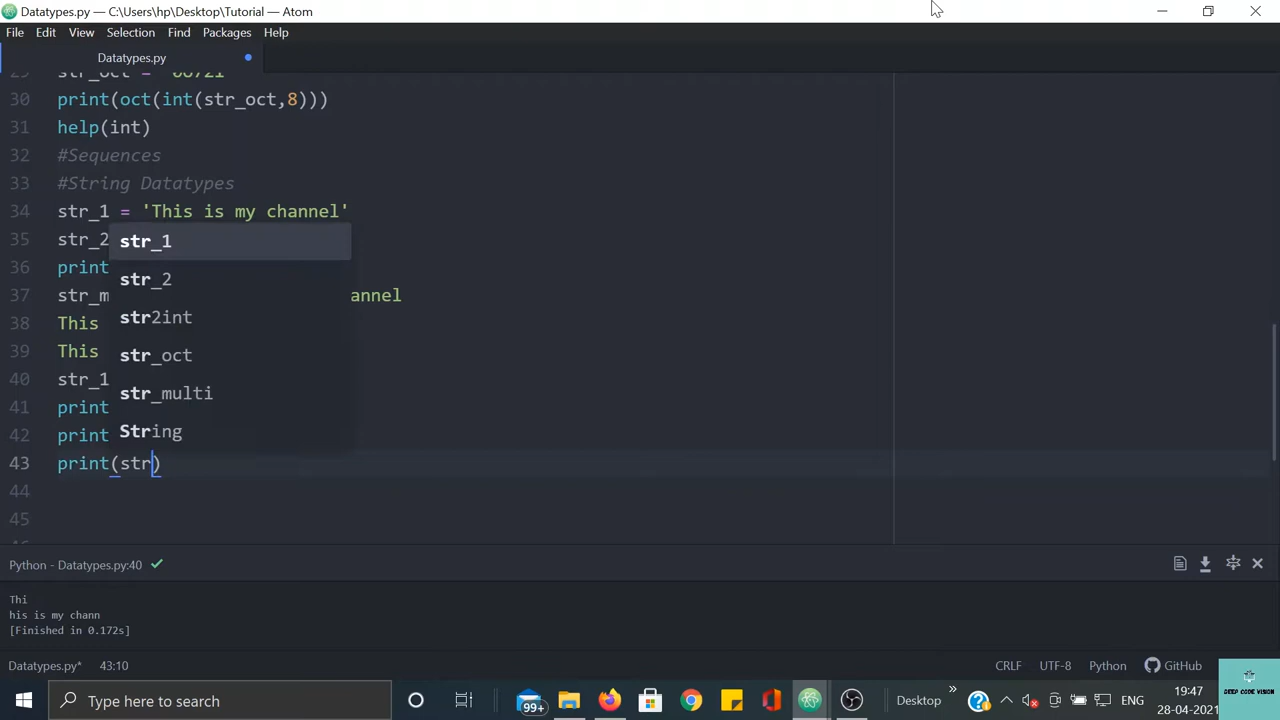 Datatypes.py — C:\Users\hp\Desktop\Tutorial — Atom
File Edit View Selection Find Packages Help
Datatypes.py
30 print(oct(int(str_oct,8)))
31 help(int)
32 #Sequences
33 #String Datatypes
34 str_1 = 'This is my channel'
35 str_2
str_1
36 print
str_2
37 str_m annel
38 This
str2int
39 This
str_oct
40 str_1
str_multi
41 print
42 print
String
43 print(str)
44
45
Python - Datatypes.py:40
Thi
his is my chann
[Finished in 0.172s]
Datatypes.py* 43:10 CRLF UTF-8 Python GitHub
Type here to search 99+ Desktop ENG 19:47
28-04-2021
DEEP CODE VISION